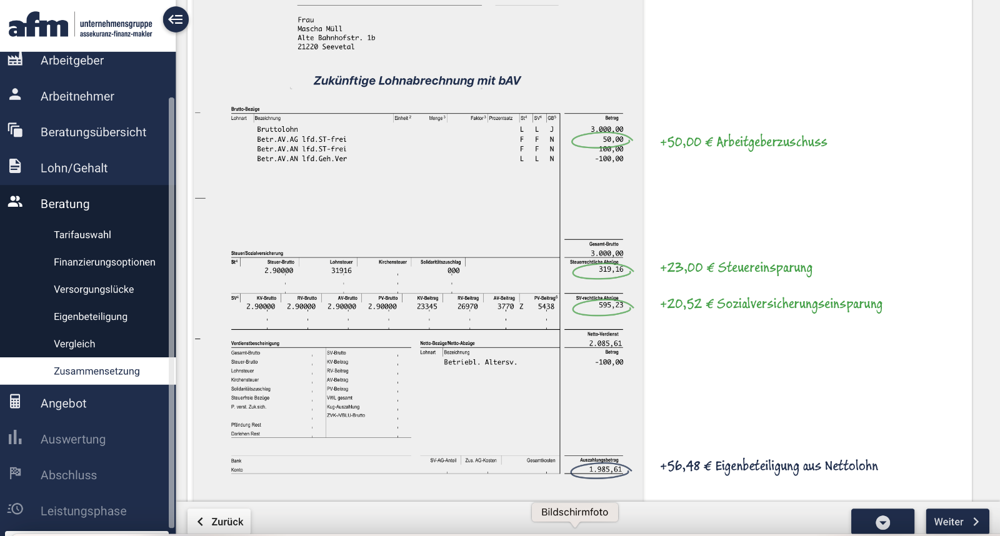 afm
unternehmensgruppe
assekuranz-finanz-makler
Arbeitgeber
Arbeitnehmer
Beratungsübersicht
Lohn/Gehalt
Beratung
Tarifauswahl
Finanzierungsoptionen
Versorgungslücke
Eigenbeteiligung
Vergleich
Zusammensetzung
Angebot
Auswertung
Abschluss
Leistungsphase
Frau
Mascha Müll
Alte Bahnhofstr. 1b
21220 Seevetal
Zukünftige Lohnabrechnung mit bAV
Brutto-Bezüge
Lohnart Bezeichnung Einheit 2 Menge 3 Faktor 3 Prozentsatz St4 SV4 GB5 Betrag
Bruttolohn L L J 3.000,00
Betr.AV.AG lfd.ST-frei F F N 50,00
Betr.AV.AN lfd.ST-frei F F N 100,00
Betr.AV.AN lfd.Geh.Ver L L N -100,00
+50,00 € Arbeitgeberzuschuss
Gesamt-Brutto
3.000,00
Steuer/Sozialversicherung
St4 Steuer-Brutto Lohnsteuer Kirchensteuer Solidaritätszuschlag Steuerrechtliche Abzüge
2.90000 31916 000 319,16
+23,00 € Steuereinsparung
SV4 KV-Brutto RV-Brutto AV-Brutto PV-Brutto KV-Beitrag RV-Beitrag AV-Beitrag PV-Beitrag6 SV-rechtliche Abzüge
2.90000 2.90000 2.90000 2.90000 23345 26970 3770 Z 5438 595,23
+20,52 € Sozialversicherungseinsparung
Netto-Verdienst
2.085,61
Verdienstbescheinigung Netto-Bezüge/Netto-Abzüge
Gesamt-Brutto SV-Brutto Lohnart Bezeichnung Betrag
Steuer-Brutto KV-Beitrag Betriebl. Altersv. -100,00
Lohnsteuer RV-Beitrag
Kirchensteuer AV-Beitrag
Solidaritätszuschlag PV-Beitrag
Steuerfreie Bezüge VWL gesamt
P. verst. Zuk.sich. Kug-Auszahlung
ZVK-/VBLU-Brutto
Pfändung Rest
Darlehen Rest
Bank SV-AG-Anteil Zus. AG-Kosten Gesamtkosten Auszahlungsbetrag
Konto 1.985,61
+56,48 € Eigenbeteiligung aus Nettolohn
Zurück
Bildschirmfoto
Weiter